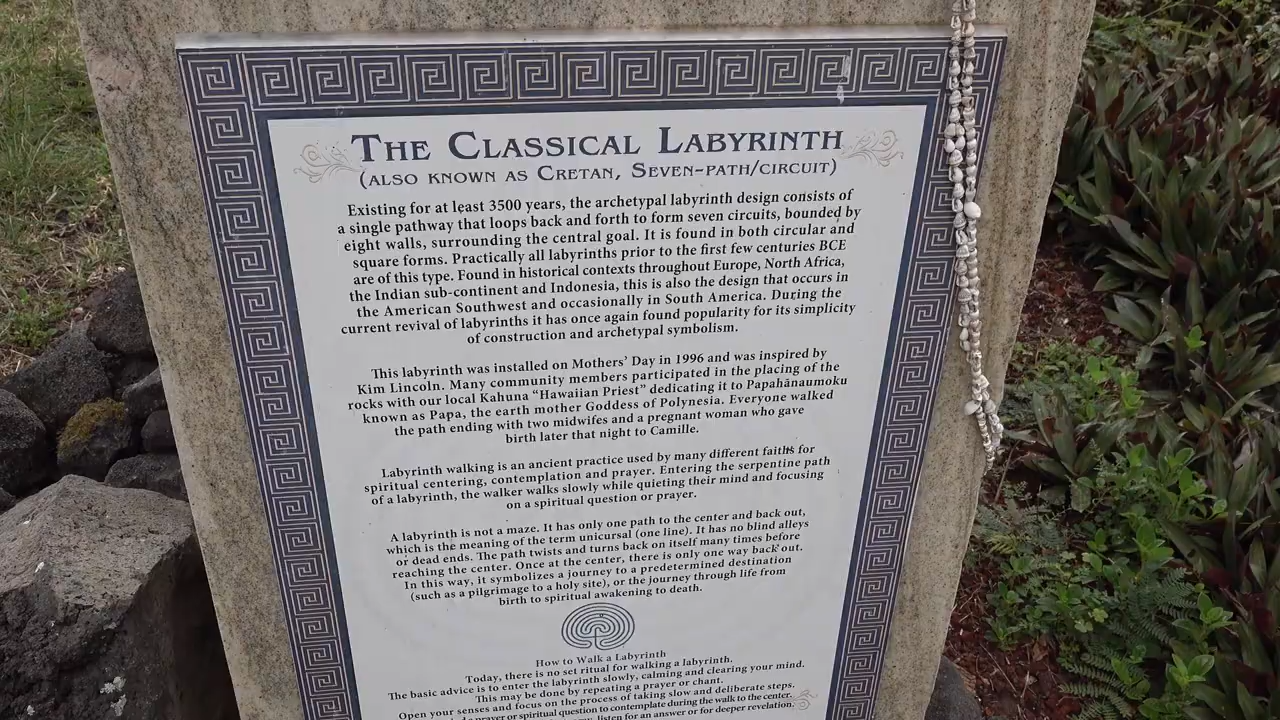 THE CLASSICAL LABYRINTH
(ALSO KNOWN AS CRETAN, SEVEN-PATH/CIRCUIT)
Existing for at least 3500 years, the archetypal labyrinth design consists of
a single pathway that loops back and forth to form seven circuits, bounded by
eight walls, surrounding the central goal. It is found in both circular and
square forms. Practically all labyrinths prior to the first few centuries BCE
are of this type. Found in historical contexts throughout Europe, North Africa,
the Indian sub-continent and Indonesia, this is also the design that occurs in
the American Southwest and occasionally in South America. During the
current revival of labyrinths it has once again found popularity for its simplicity
of construction and archetypal symbolism.
This labyrinth was installed on Mothers' Day in 1996 and was inspired by
Kim Lincoln. Many community members participated in the placing of the
rocks with our local Kahuna "Hawaiian Priest" dedicating it to Papahānaumoku
known as Papa, the earth mother Goddess of Polynesia. Everyone walked
the path ending with two midwives and a pregnant woman who gave
birth later that night to Camille.
Labyrinth walking is an ancient practice used by many different faiths for
spiritual centering, contemplation and prayer. Entering the serpentine path
of a labyrinth, the walker walks slowly while quieting their mind and focusing
on a spiritual question or prayer.
A labyrinth is not a maze. It has only one path to the center and back out,
which is the meaning of the term unicursal (one line). It has no blind alleys
or dead ends. The path twists and turns back on itself many times before
reaching the center. Once at the center, there is only one way back out.
In this way, it symbolizes a journey to a predetermined destination
(such as a pilgrimage to a holy site), or the journey through life from
birth to spiritual awakening to death.
How to Walk a Labyrinth
Today, there is no set ritual for walking a labyrinth.
The basic advice is to enter the labyrinth slowly, calming and clearing your mind.
This may be done by repeating a prayer or chant.
Open your senses and focus on the process of taking slow and deliberate steps.
a prayer or spiritual question to contemplate during the walk to the center.
listen for an answer or for deeper revelation.